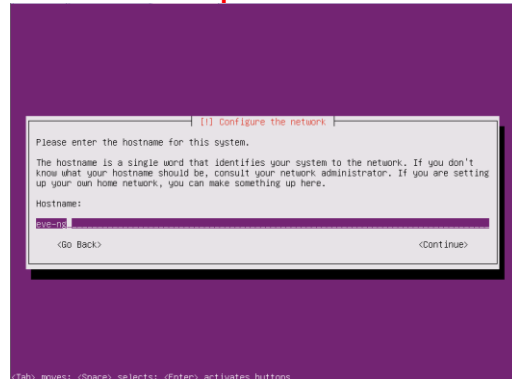 [!] Configure the network
Please enter the hostname for this system.
The hostname is a single word that identifies your system to the network. If you don't
know what your hostname should be, consult your network administrator. If you are setting
up your own home network, you can make something up here.
Hostname:
eve-ng
<Go Back> <Continue>
<Tab> moves; <Space> selects; <Enter> activates buttons